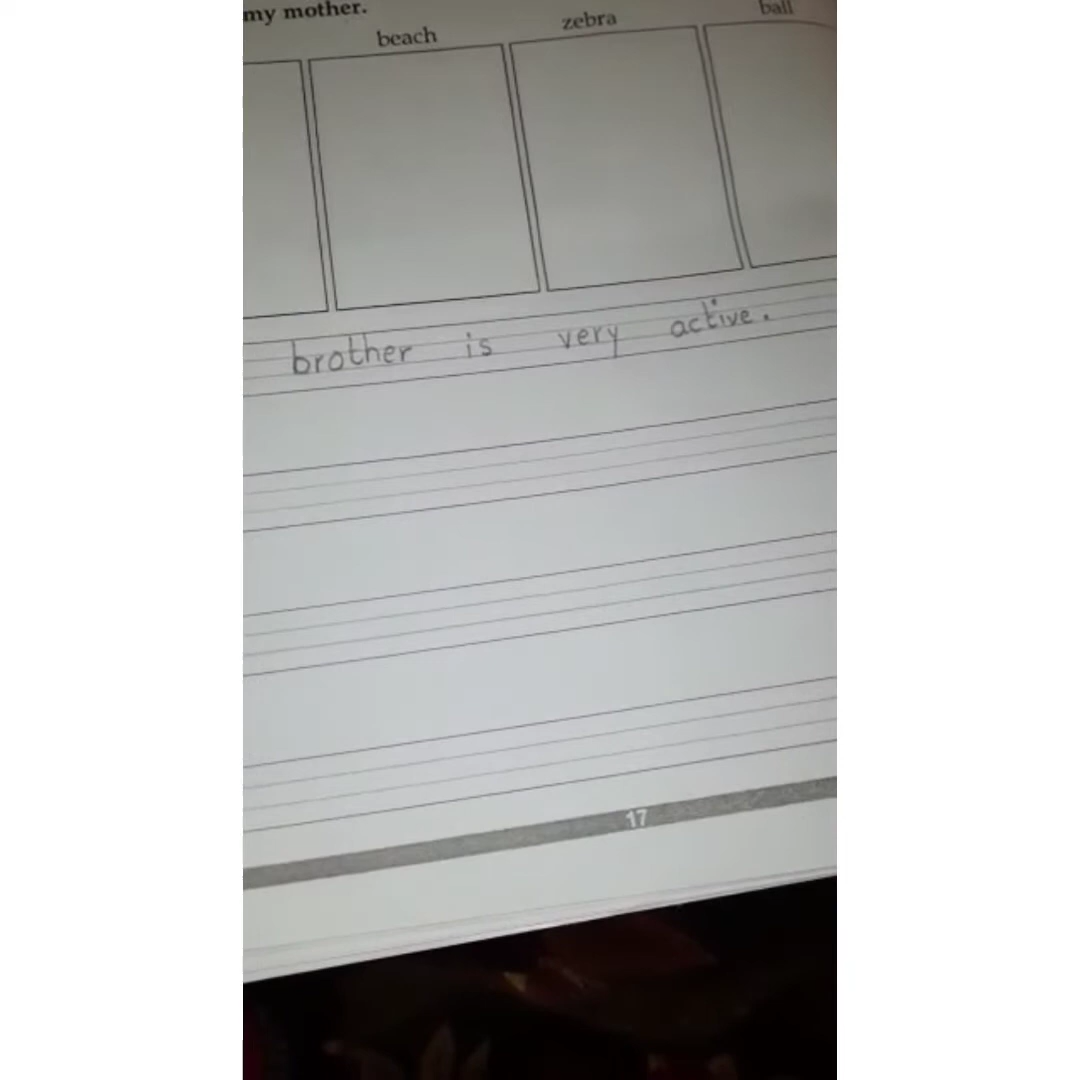 my mother.
beach zebra ball
brother is very active.
17